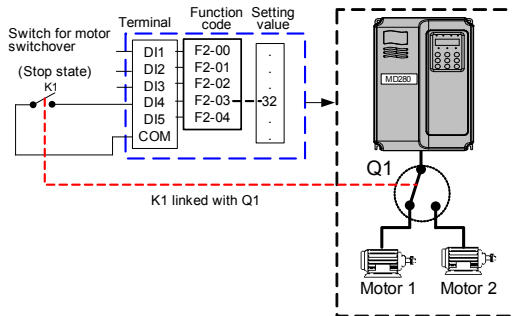 Switch for motor
switchover
(Stop state)
K1
Terminal
DI1
DI2
DI3
DI4
DI5
COM
Function
code
F2-00
F2-01
F2-02
F2-03
F2-04
Setting
value
.
.
.
32
.
.
MD280
Q1
K1 linked with Q1
Motor 1
Motor 2